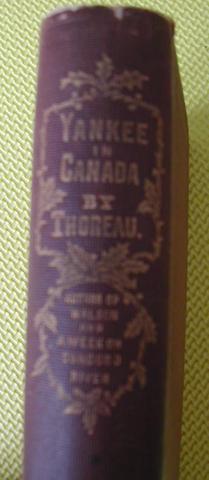 YANKEE
IN
CANADA
BY
THOREAU.
AUTHOR OF
WALDEN
AND
A WEEK ON
CONCORD
RIVER